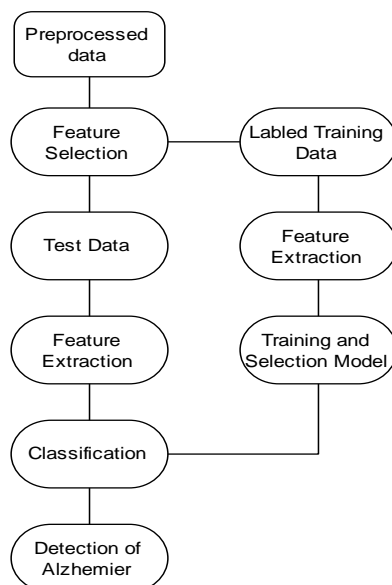 Preprocessed
data
Feature
Selection
Labled Training
Data
Test Data
Feature
Extraction
Feature
Extraction
Training and
Selection Model
Classification
Detection of
Alzhemier